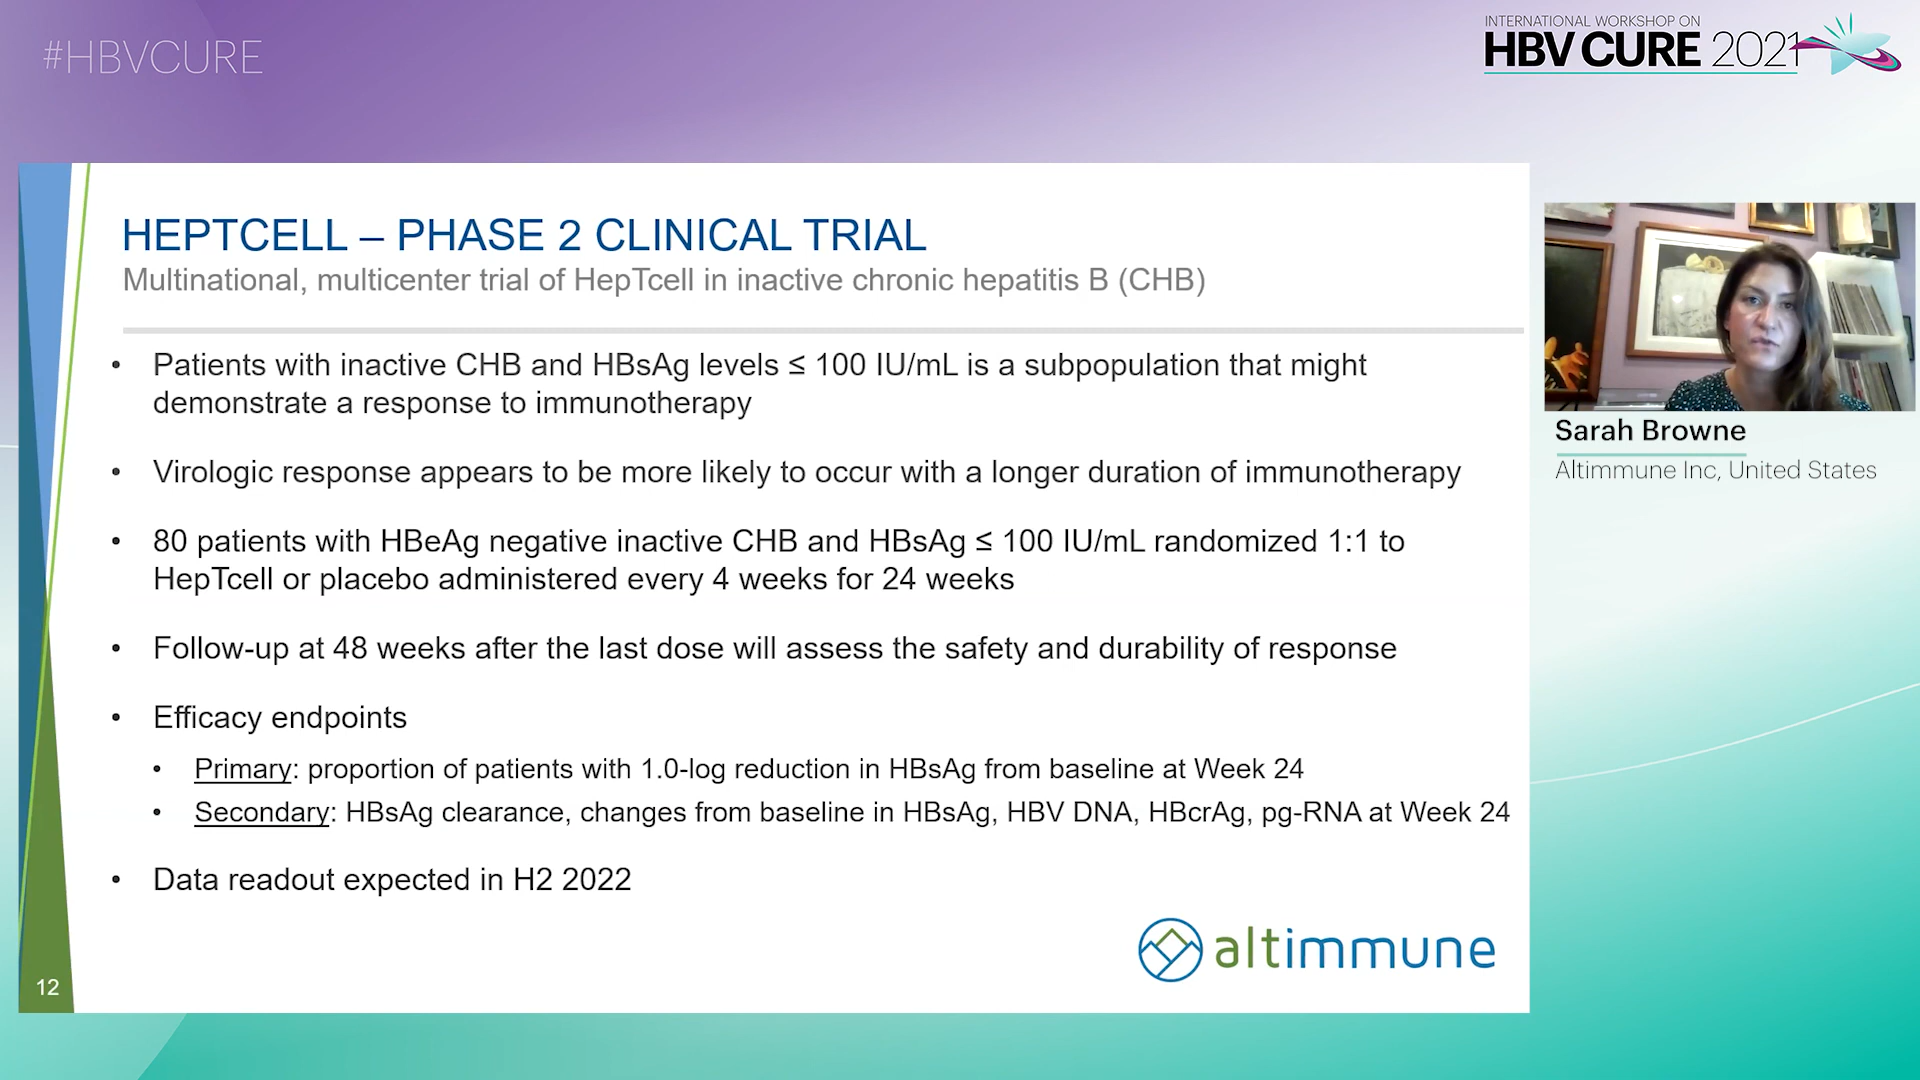 #HBVCURE
INTERNATIONAL WORKSHOP ON
HBV CURE 2021
HEPTCELL – PHASE 2 CLINICAL TRIAL
Multinational, multicenter trial of HepTcell in inactive chronic hepatitis B (CHB)
• Patients with inactive CHB and HBsAg levels ≤ 100 IU/mL is a subpopulation that might
demonstrate a response to immunotherapy
• Virologic response appears to be more likely to occur with a longer duration of immunotherapy
• 80 patients with HBeAg negative inactive CHB and HBsAg ≤ 100 IU/mL randomized 1:1 to
HepTcell or placebo administered every 4 weeks for 24 weeks
• Follow-up at 48 weeks after the last dose will assess the safety and durability of response
• Efficacy endpoints
• Primary: proportion of patients with 1.0-log reduction in HBsAg from baseline at Week 24
• Secondary: HBsAg clearance, changes from baseline in HBsAg, HBV DNA, HBcrAg, pg-RNA at Week 24
• Data readout expected in H2 2022
altimmune
12
Sarah Browne
Altimmune Inc, United States